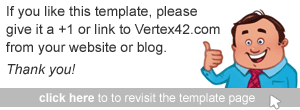 If you like this template, please
give it a +1 or link to Vertex42.com
from your website or blog.
Thank you!
click here to to revisit the template page